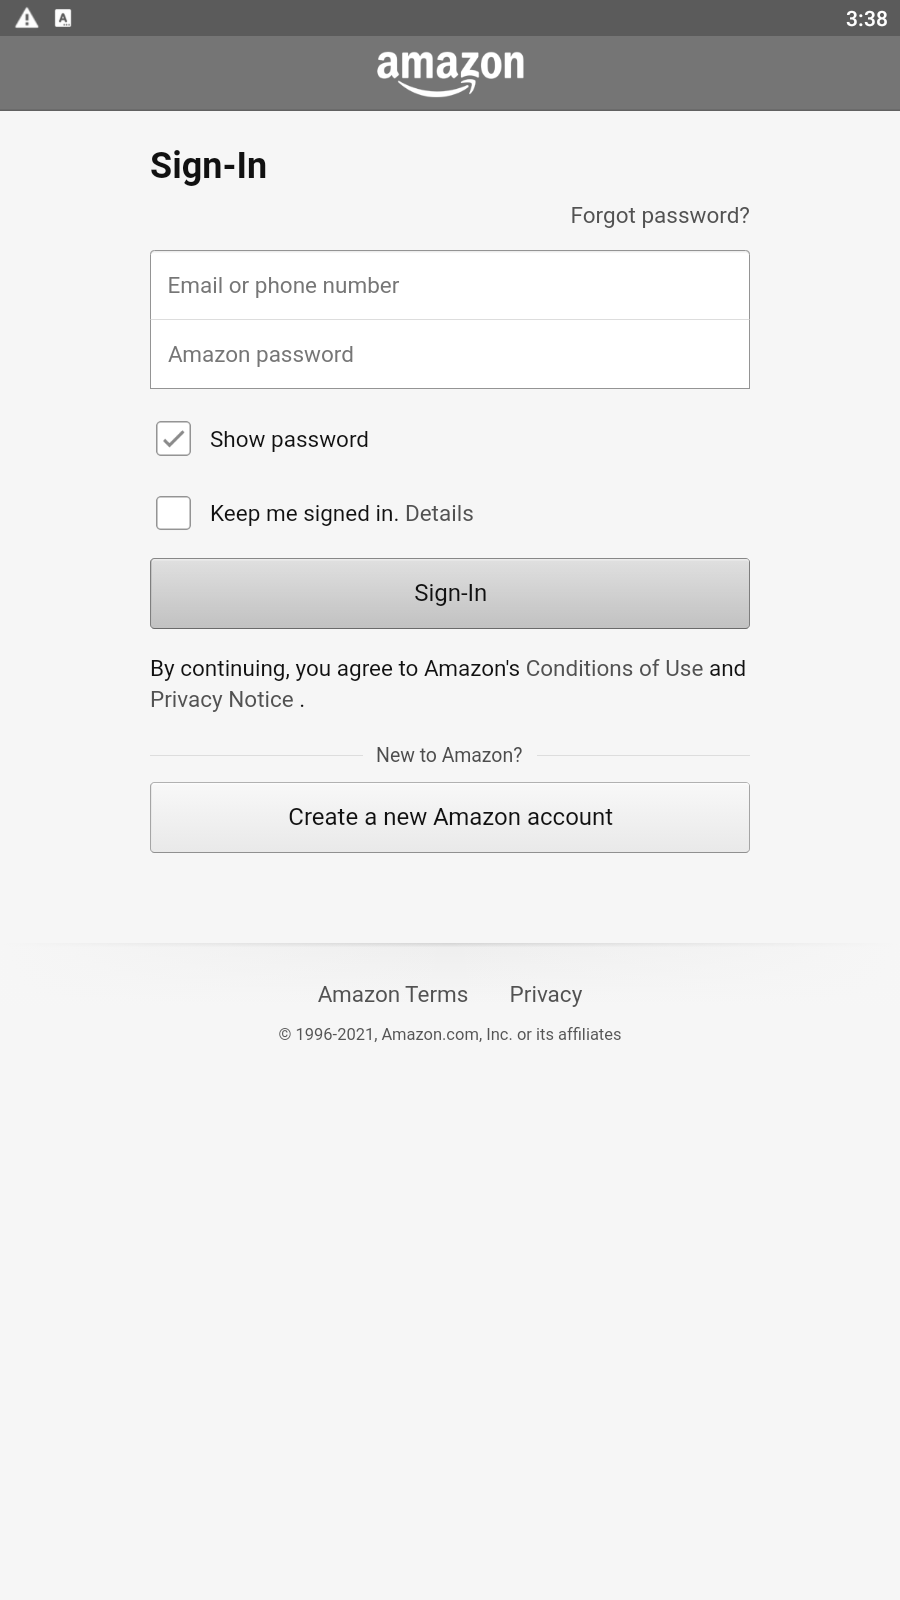 3:38
amazon
Sign-In
Forgot password?
Email or phone number
Amazon password
Show password
Keep me signed in. Details
Sign-In
By continuing, you agree to Amazon's Conditions of Use and
Privacy Notice .
New to Amazon?
Create a new Amazon account
Amazon Terms Privacy
© 1996-2021, Amazon.com, Inc. or its affiliates